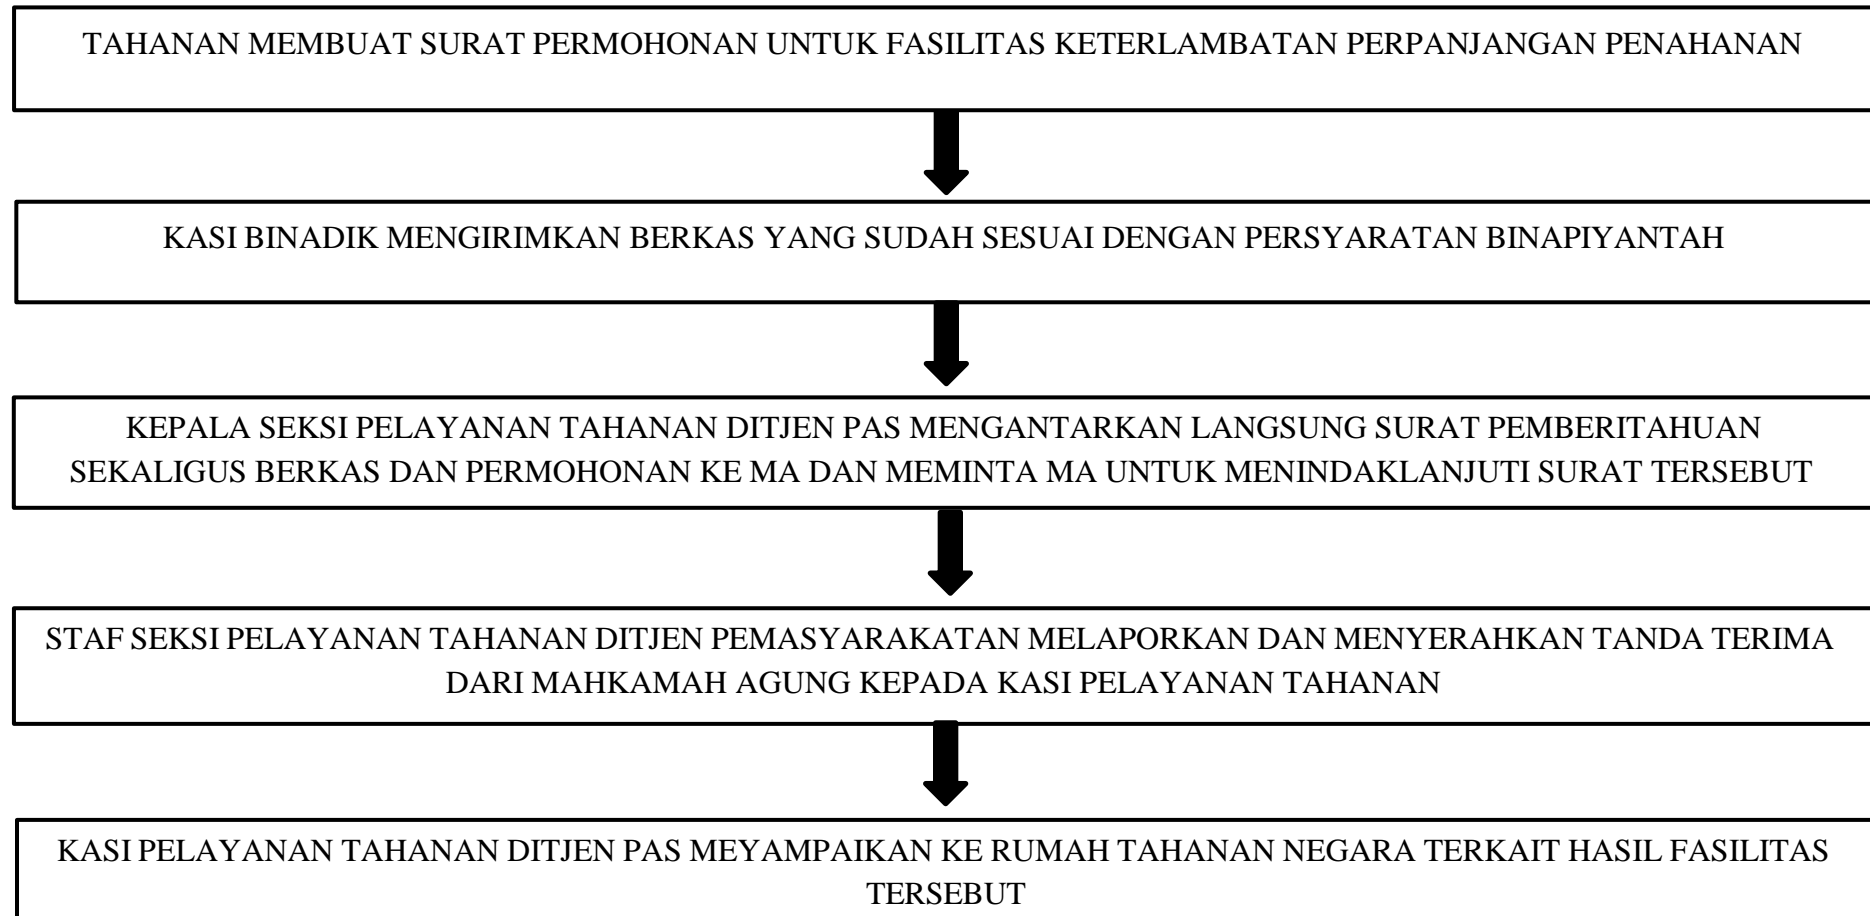 TAHANAN MEMBUAT SURAT PERMOHONAN UNTUK FASILITAS KETERLAMBATAN PERPANJANGAN PENAHANAN
KASI BINADIK MENGIRIMKAN BERKAS YANG SUDAH SESUAI DENGAN PERSYARATAN BINAPIYANTAH
KEPALA SEKSI PELAYANAN TAHANAN DITJEN PAS MENGANTARKAN LANGSUNG SURAT PEMBERITAHUAN
SEKALIGUS BERKAS DAN PERMOHONAN KE MA DAN MEMINTA MA UNTUK MENINDAKLANJUTI SURAT TERSEBUT
STAF SEKSI PELAYANAN TAHANAN DITJEN PEMASYARAKATAN MELAPORKAN DAN MENYERAHKAN TANDA TERIMA
DARI MAHKAMAH AGUNG KEPADA KASI PELAYANAN TAHANAN
KASI PELAYANAN TAHANAN DITJEN PAS MEYAMPAIKAN KE RUMAH TAHANAN NEGARA TERKAIT HASIL FASILITAS
TERSEBUT